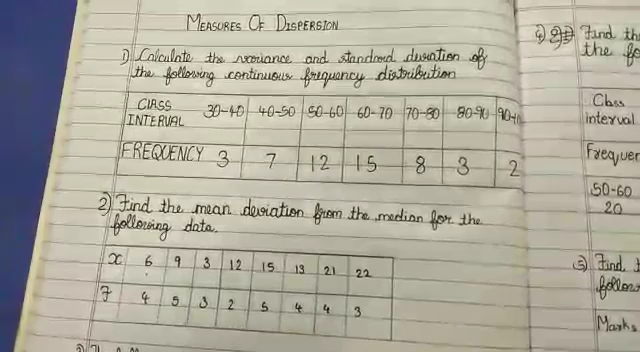 MEASURES OF DISPERSION
1) Calculate the variance and standard deviation of
the following continuous frequency distribution
CLASS INTERVAL 30-40 40-50 50-60 60-70 70-80 80-90
FREQUENCY 3 7 12 15 8 3 2
2) Find the mean deviation from the median for the
following data.
x 6 9 3 12 15 13 21 22
f 4 5 3 2 5 4 4 3
Find
the
Class
interval
50-60
20
5) Find
Marks